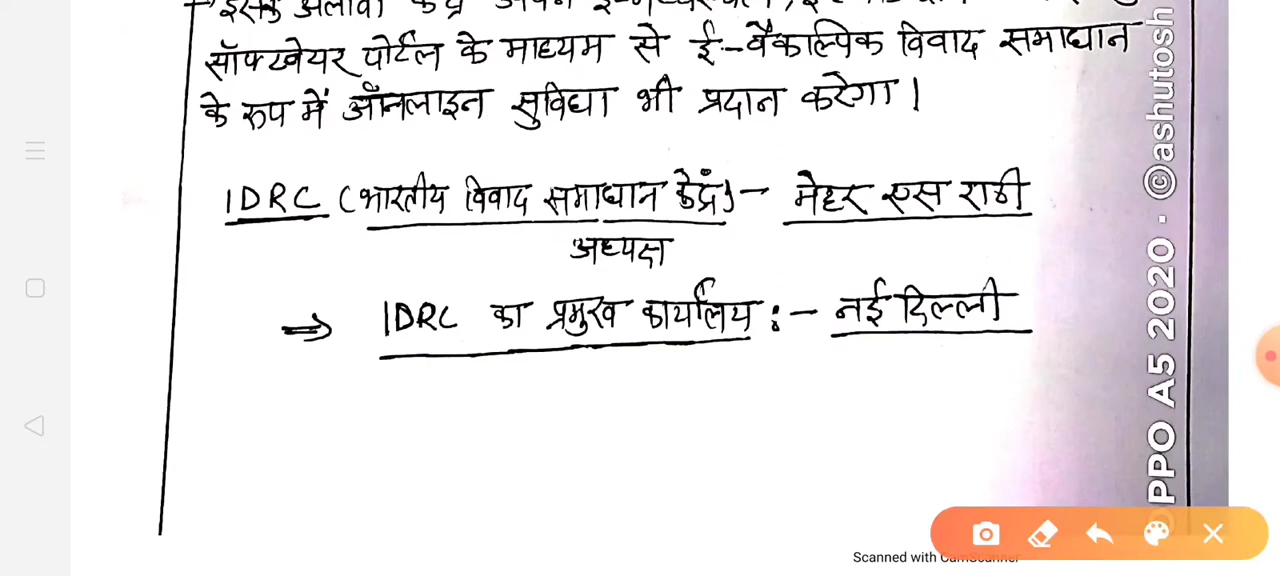 सॉफ्टवेयर पोर्टल के माध्यम से ई-वैकल्पिक विवाद समाधान
के रूप में ऑनलाइन सुविधा भी प्रदान करेगा।
IDRC (भारतीय विवाद समाधान केंद्र) - मेहर एस राठी
अध्यक्ष
⇒ IDRC का प्रमुख कार्यालय :- नई दिल्ली
PPO A5 2020 · ©ashutosh
Scanned with CamScanner